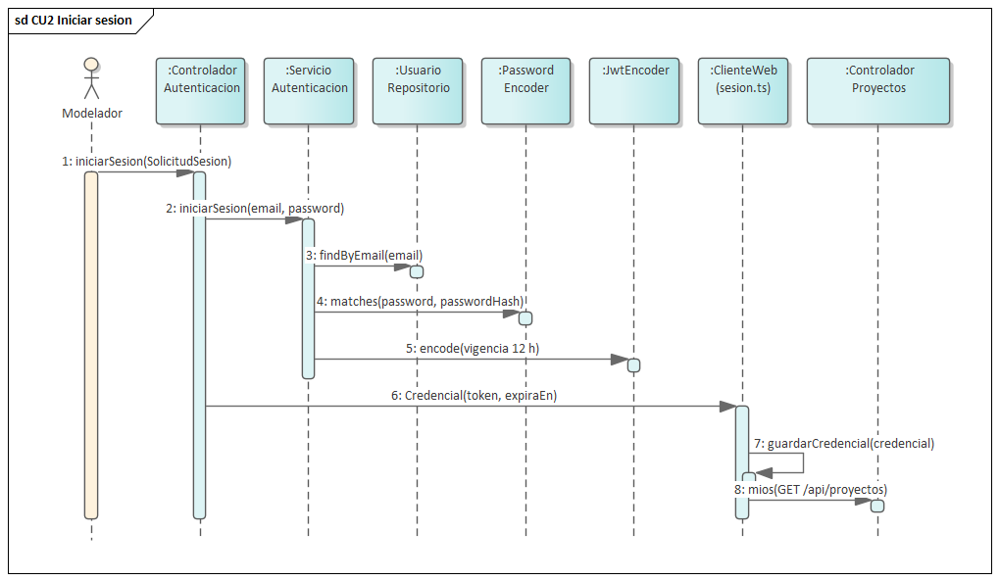 sd CU2 Iniciar sesion
Modelador
:Controlador
Autenticacion
:Servicio
Autenticacion
:Usuario
Repositorio
:Password
Encoder
:JwtEncoder
:ClienteWeb
(sesion.ts)
:Controlador
Proyectos
1: iniciarSesion(SolicitudSesion)
2: iniciarSesion(email, password)
3: findByEmail(email)
4: matches(password, passwordHash)
5: encode(vigencia 12 h)
6: Credencial(token, expiraEn)
7: guardarCredencial(credencial)
8: mios(GET /api/proyectos)